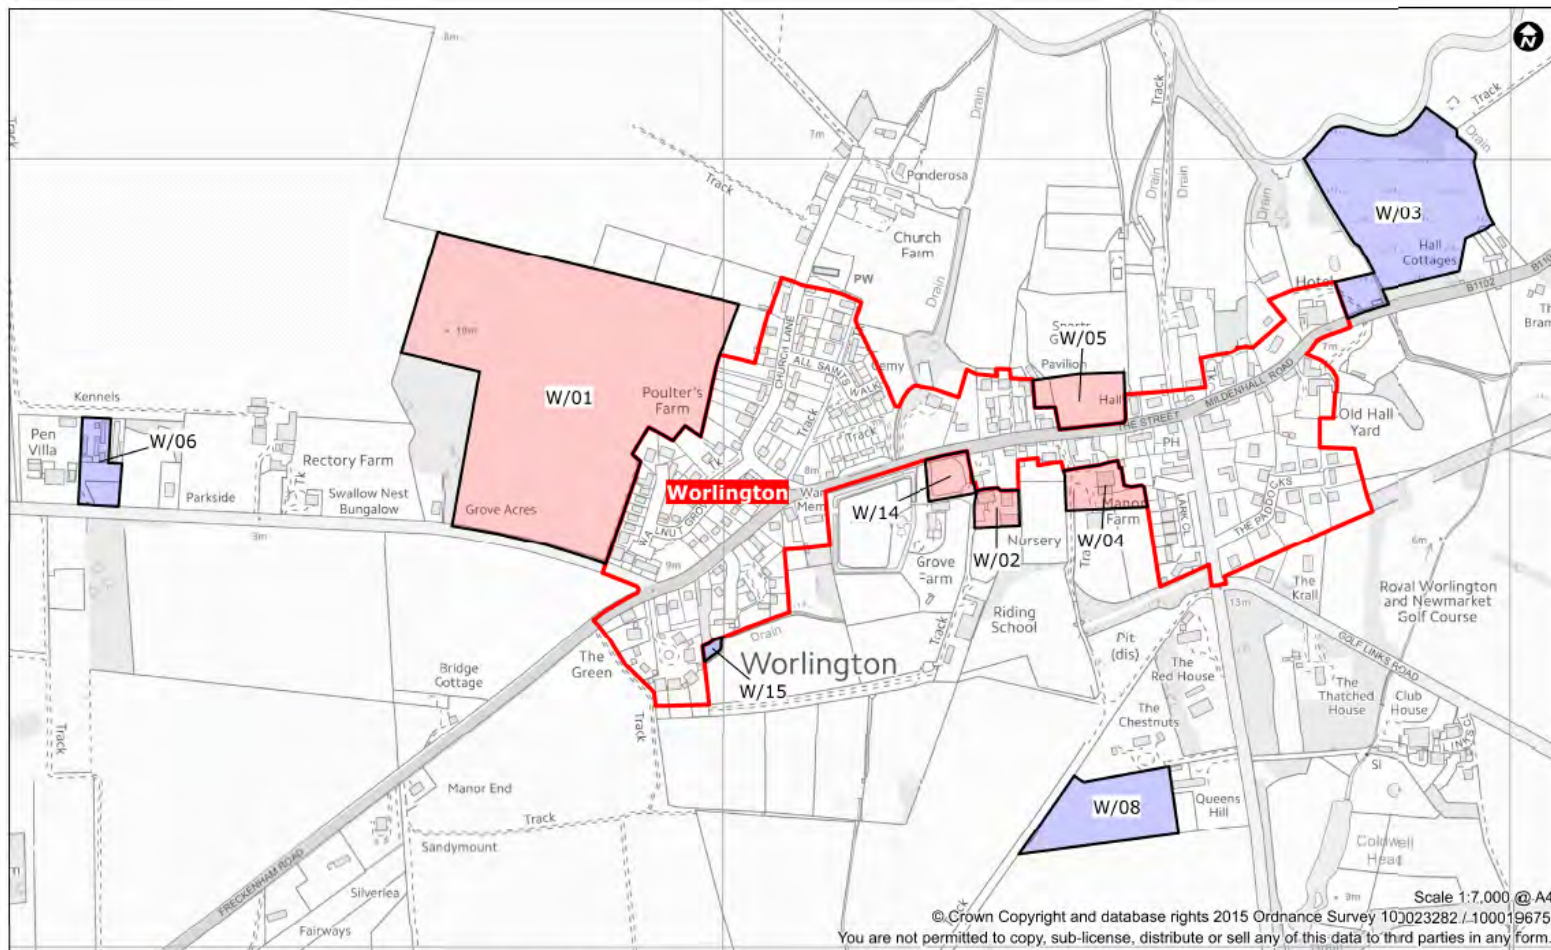 8m
Track
Drain
Track
Track
7m
Drain
Track
Ponderosa
Drain
Drain
Drain
W/03
Church
Farm
PW
Hall
Cottages
Hotel
B1102
Drain
10m
W/05
Pavilion
Hall
CHURCH LANE
ALL SAINTS
WALK
7m
MILDENHALL ROAD
THE STREET
Kennels
W/01
Poulter's
Farm
Pen
Villa
W/06
Rectory Farm
Tk
Track
Track
PH
Old Hall
Yard
Parkside
Swallow Nest
Bungalow
Grove Acres
Worlington
8m
W/14
Manor
Farm
THE PADDOCKS
3m
Nursery
W/02
W/04
9m
Grove
Farm
6m
The
Krall
Royal Worlington
and Newmarket
Golf Course
Riding
School
13m
Track
Pit
(dis)
GOLF LINKS ROAD
Drain
The
Green
Worlington
W/15
The
Red House
The
Thatched
House
Club
House
Bridge
Cottage
Track
Track
The
Chestnuts
LINKS
SI
Manor End
W/08
Queens
Hill
Track
Sandymount
Coldwell
Head
FRECKENHAM ROAD
Silverlea
9m
Fairways
Scale 1:7,000 @ A4
© Crown Copyright and database rights 2015 Ordnance Survey 100023282 / 100019675
You are not permitted to copy, sub-license, distribute or sell any of this data to third parties in any form.